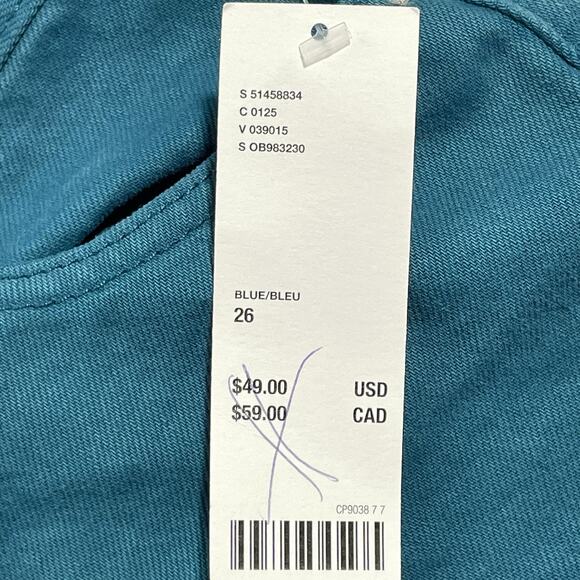 S 51458834
C 0125
V 039015
S OB983230
BLUE/BLEU
26
$49.00 USD
$59.00 CAD
CP9038 7 7